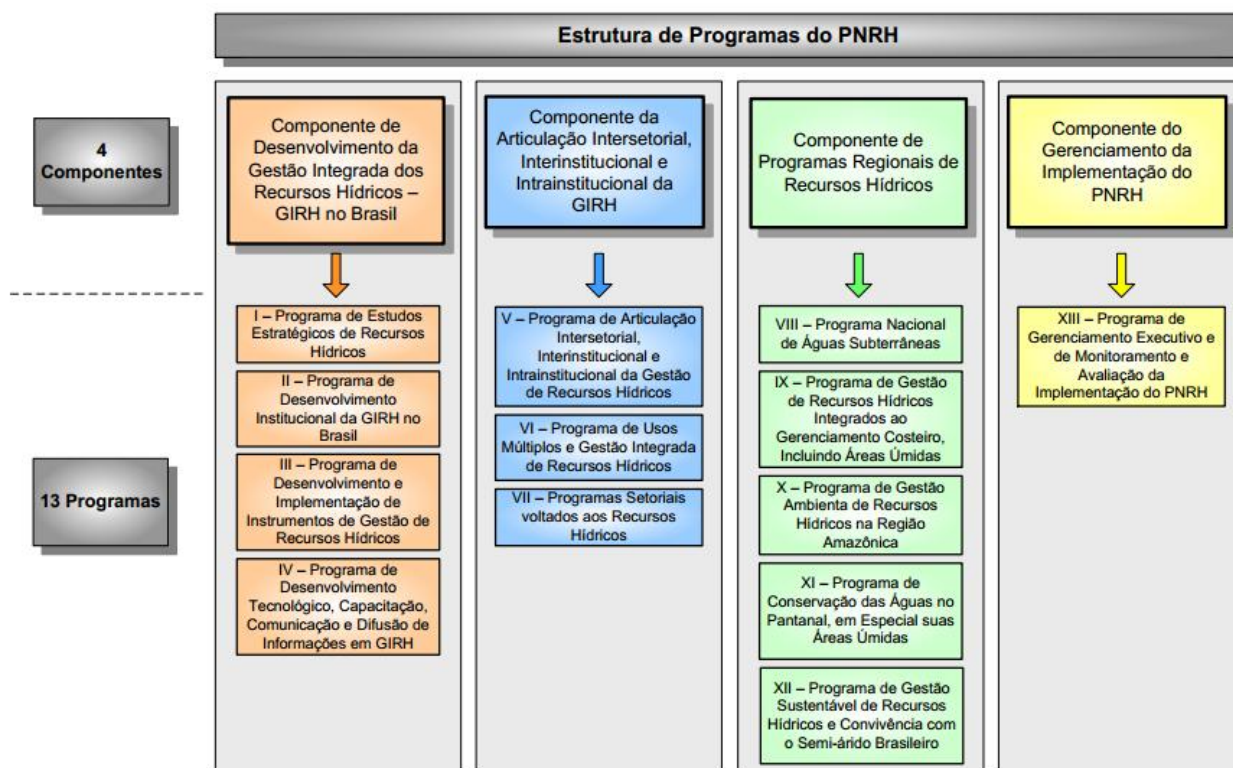 Estrutura de Programas do PNRH
4
Componentes
Componente de
Desenvolvimento da
Gestão Integrada dos
Recursos Hídricos –
GIRH no Brasil
Componente da
Articulação Intersetorial,
Interinstitucional e
Intrainstitucional da
GIRH
Componente de
Programas Regionais de
Recursos Hídricos
Componente do
Gerenciamento da
Implementação do
PNRH
13 Programas
I – Programa de Estudos
Estratégicos de Recursos
Hídricos
II – Programa de
Desenvolvimento
Institucional da GIRH no
Brasil
III – Programa de
Desenvolvimento e
Implementação de
Instrumentos de Gestão de
Recursos Hídricos
IV – Programa de
Desenvolvimento
Tecnológico, Capacitação,
Comunicação e Difusão de
Informações em GIRH
V – Programa de Articulação
Intersetorial,
Interinstitucional e
Intrainstitucional da Gestão
de Recursos Hídricos
VI – Programa de Usos
Múltiplos e Gestão Integrada
de Recursos Hídricos
VII – Programas Setoriais
voltados aos Recursos
Hídricos
VIII – Programa Nacional
de Águas Subterrâneas
IX – Programa de Gestão
de Recursos Hídricos
Integrados ao
Gerenciamento Costeiro,
Incluindo Áreas Úmidas
X – Programa de Gestão
Ambienta de Recursos
Hídricos na Região
Amazônica
XI – Programa de
Conservação das Águas no
Pantanal, em Especial suas
Áreas Úmidas
XII – Programa de Gestão
Sustentável de Recursos
Hídricos e Convivência com
o Semi-árido Brasileiro
XIII – Programa de
Gerenciamento Executivo e
de Monitoramento e
Avaliação da
Implementação do PNRH